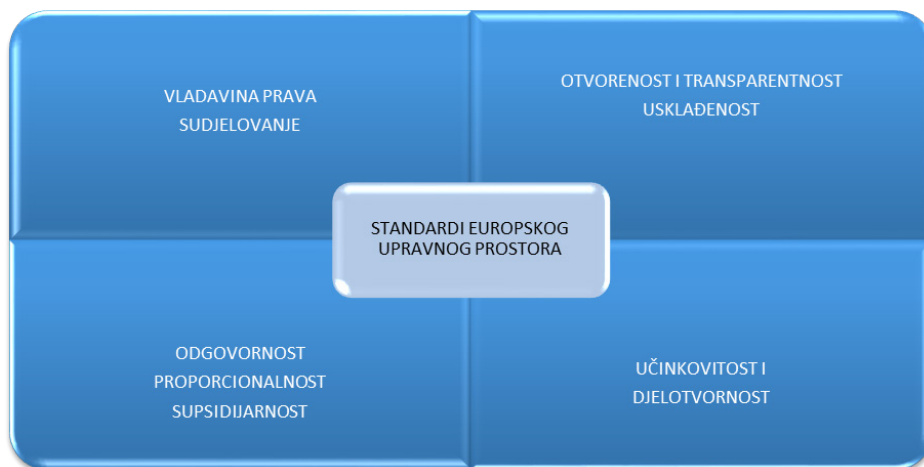 VLADAVINA PRAVA
SUDJELOVANJE
OTVORENOST I TRANSPARENTNOST
USKLAĐENOST
STANDARDI EUROPSKOG
UPRAVNOG PROSTORA
ODGOVORNOST
PROPORCIONALNOST
SUPSIDIJARNOST
UČINKOVITOST I
DJELOTVORNOST